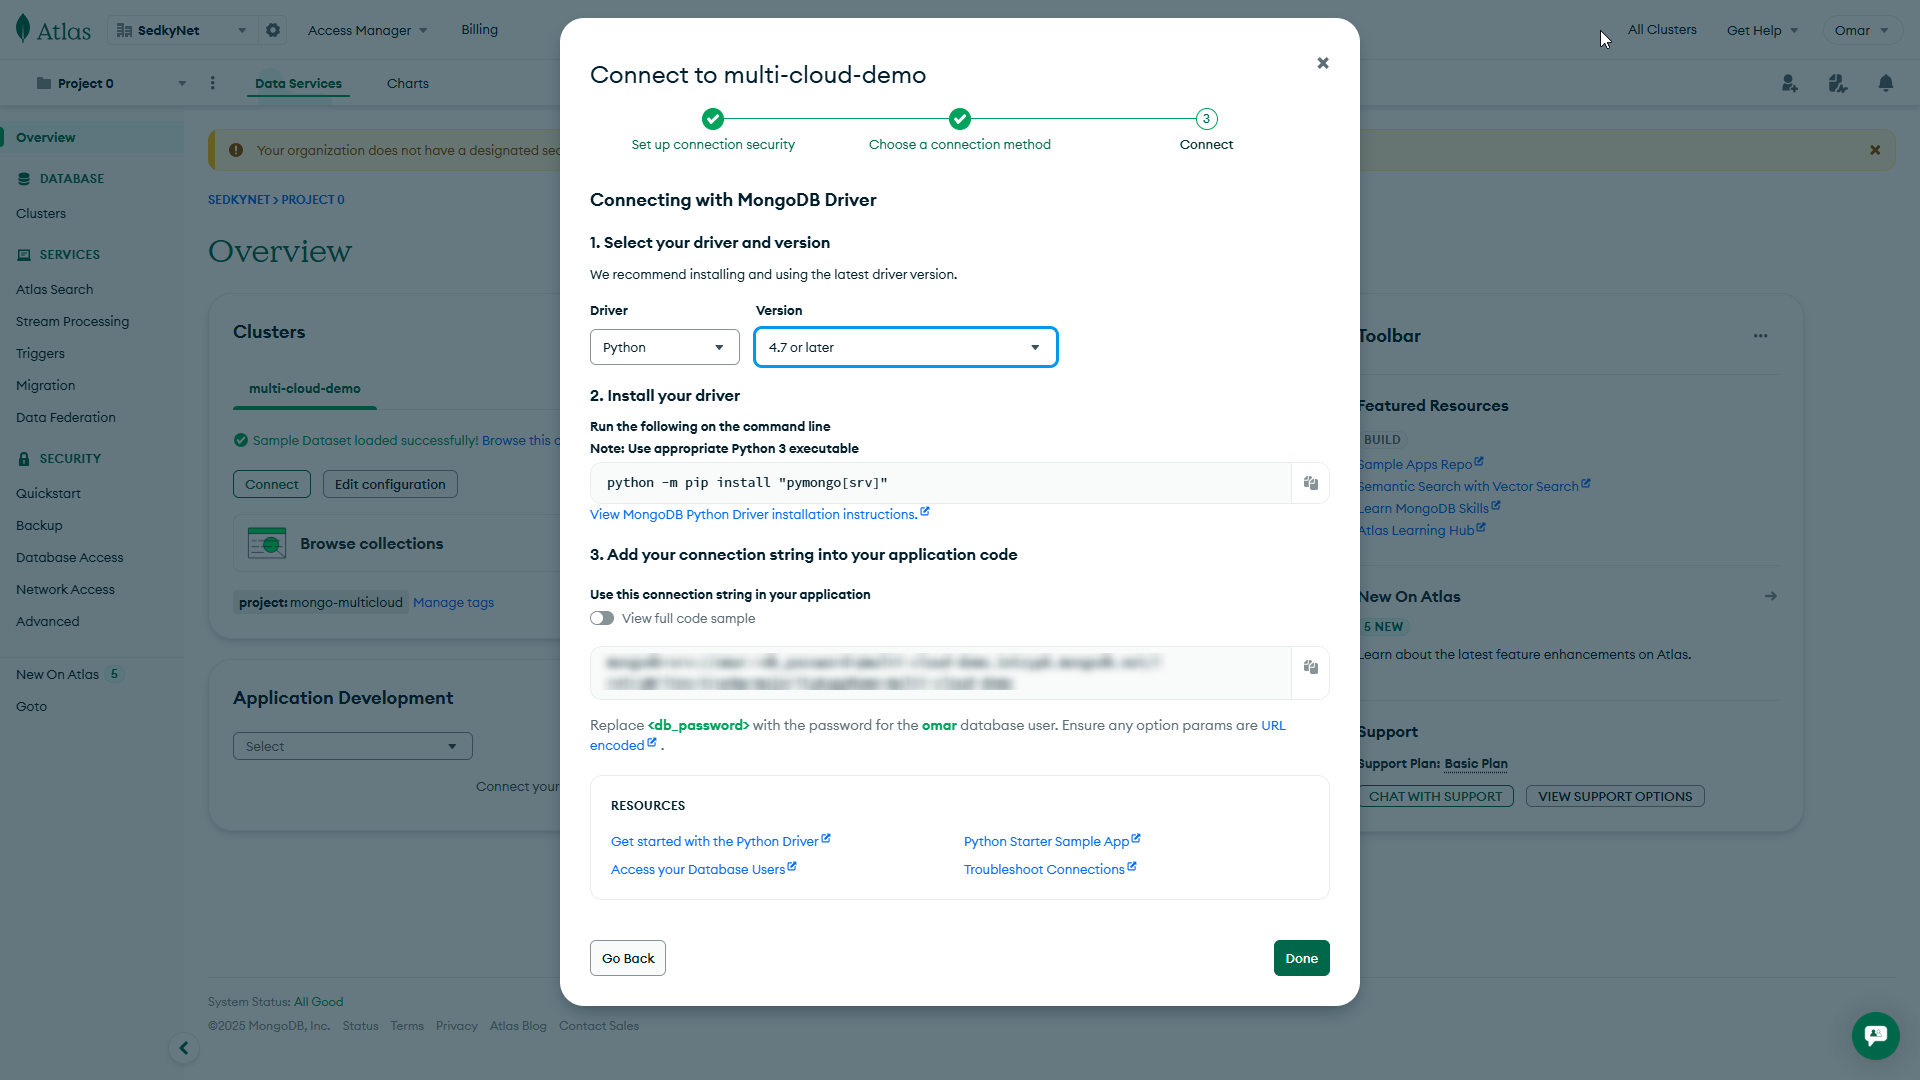 Atlas
SedkyNet
Access Manager
Billing
All Clusters
Get Help
Omar
Project 0
Data Services
Charts
Overview
DATABASE
Clusters
SERVICES
Atlas Search
Stream Processing
Triggers
Migration
Data Federation
SECURITY
Quickstart
Backup
Database Access
Network Access
Advanced
New On Atlas 5
Goto
Your organization does not have a designated
SEDKYNET > PROJECT 0
Overview
Clusters
multi-cloud-demo
Sample Dataset loaded successfully! Browse this
Connect
Edit configuration
Browse collections
project: mongo-multicloud Manage tags
Application Development
Select
Connect your
System Status: All Good
©2025 MongoDB, Inc. Status Terms Privacy Atlas Blog Contact Sales
Connect to multi-cloud-demo
Set up connection security
Choose a connection method
3
Connect
Connecting with MongoDB Driver
1. Select your driver and version
We recommend installing and using the latest driver version.
Driver
Version
Python
4.7 or later
2. Install your driver
Run the following on the command line
Note: Use appropriate Python 3 executable
python -m pip install "pymongo[srv]"
View MongoDB Python Driver installation instructions.
3. Add your connection string into your application code
Use this connection string in your application
View full code sample
Replace <db_password> with the password for the omar database user. Ensure any option params are URL
encoded .
RESOURCES
Get started with the Python Driver
Python Starter Sample App
Access your Database Users
Troubleshoot Connections
Go Back
Done
Toolbar
Featured Resources
BUILD
Sample Apps Repo
Semantic Search with Vector Search
Learn MongoDB Skills
Atlas Learning Hub
New On Atlas
5 NEW
Learn about the latest feature enhancements on Atlas.
Support
Support Plan: Basic Plan
CHAT WITH SUPPORT
VIEW SUPPORT OPTIONS